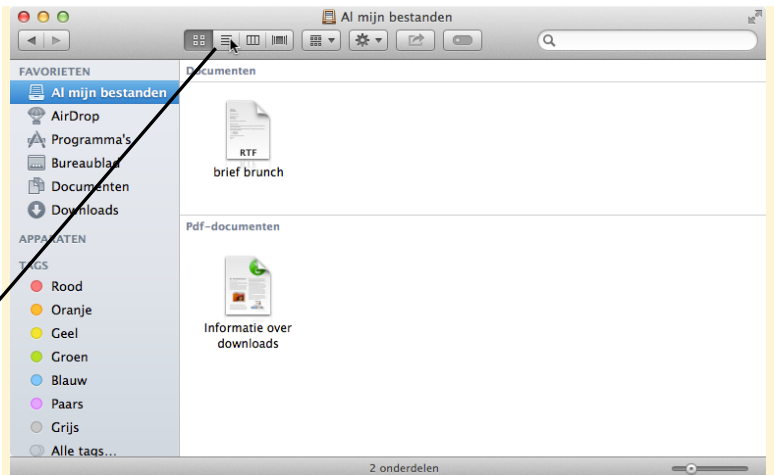 Al mijn bestanden
FAVORIETEN
Al mijn bestanden
AirDrop
Programma's
Bureaublad
Documenten
Downloads
APPARATEN
TAGS
Rood
Oranje
Geel
Groen
Blauw
Paars
Grijs
Alle tags...
Documenten
RTF
brief brunch
Pdf-documenten
Informatie over
downloads
2 onderdelen